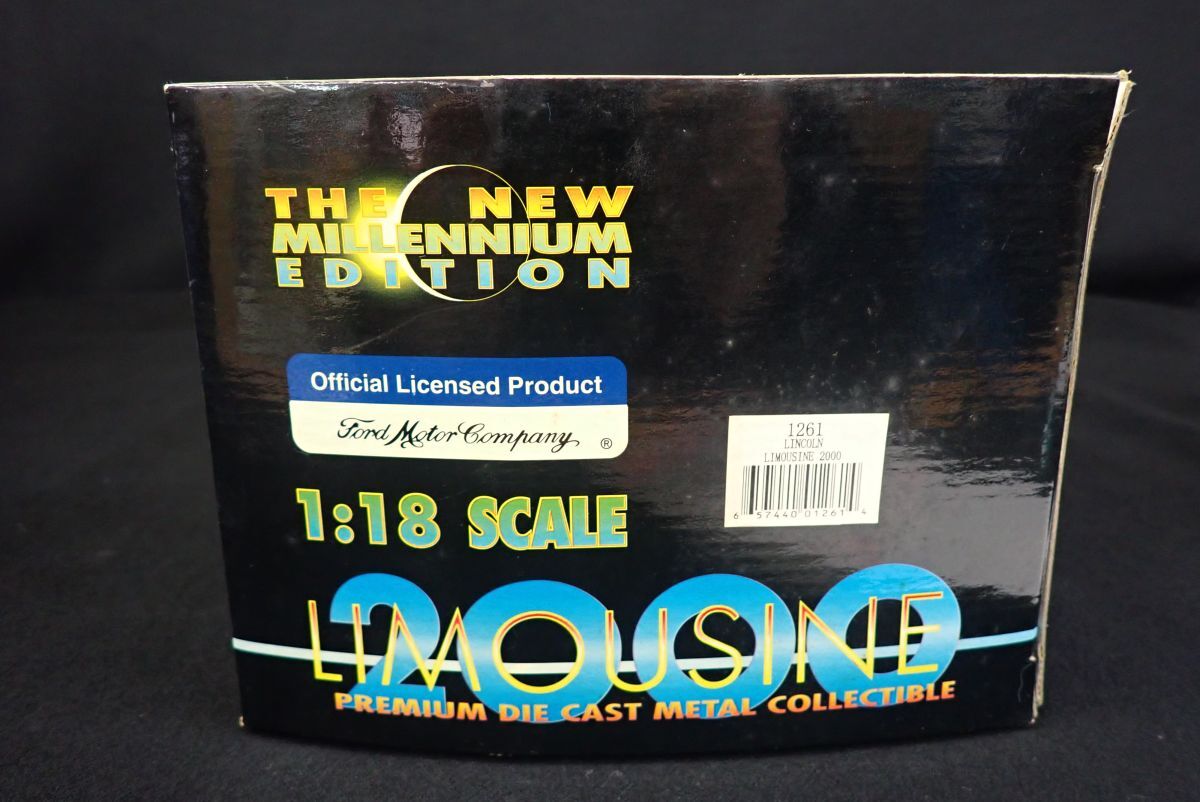 THE NEW
MILLENNIUM
EDITION
Official Licensed Product
Ford Motor Company ®
1:18 SCALE
1261
LINCOLN
LIMOUSINE 2000
6 57440 01261 4
2000
LIMOUSINE
PREMIUM DIE CAST METAL COLLECTIBLE